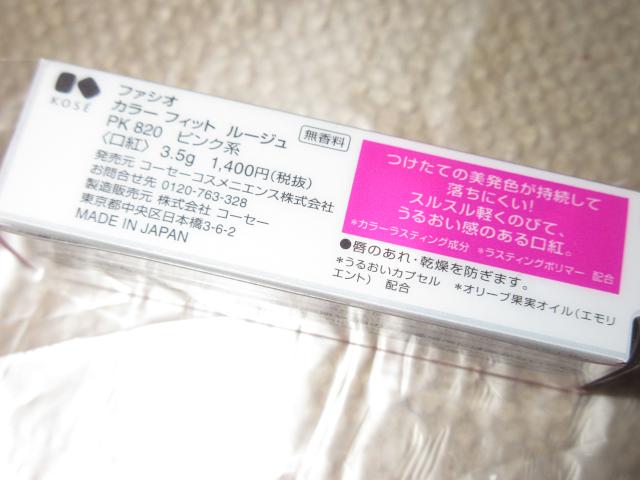 KOSÉ
ファシオ
カラー フィット ルージュ
PK 820 ピンク系
無香料
〈口紅〉 3.5g 1,400円(税抜)
発売元 コーセーコスメニエンス株式会社
お問合せ先 0120-763-328
製造販売元 株式会社 コーセー
東京都中央区日本橋3-6-2
MADE IN JAPAN
つけたての美発色が持続して
落ちにくい!
スルスル軽くのびて、
うるおい感のある口紅。
*カラーラスティング成分 *ラスティングポリマー 配合
●唇のあれ・乾燥を防ぎます。
*うるおいカプセル *オリーブ果実オイル(エモリ
エント) 配合